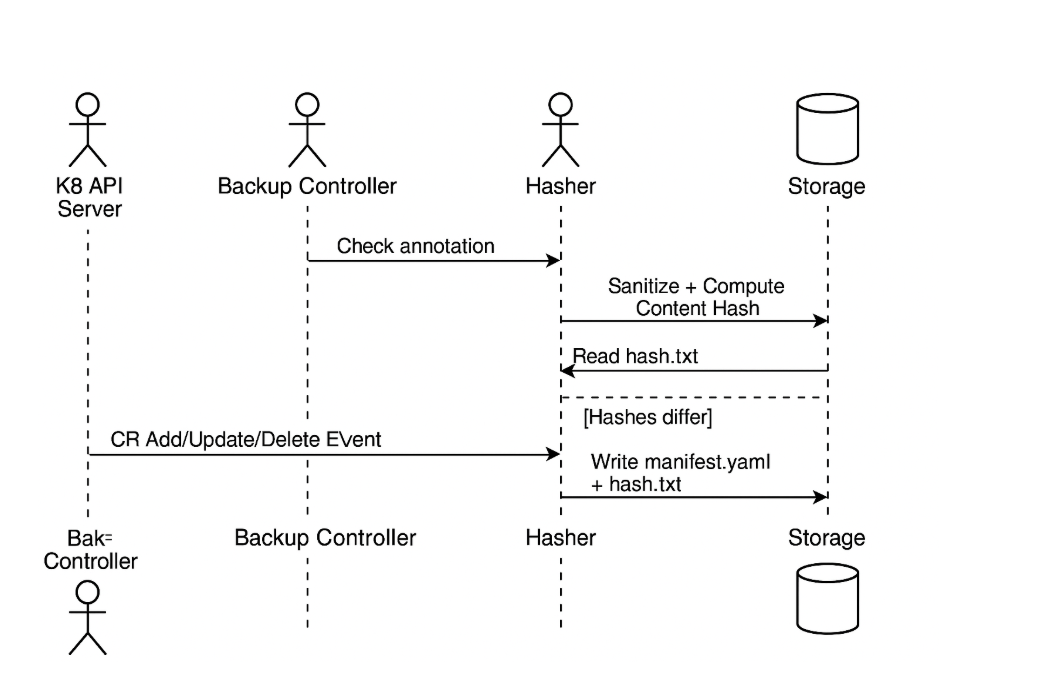 K8 API
Server
Backup Controller
Hasher
Storage
Check annotation
Sanitize + Compute
Content Hash
Read hash.txt
[Hashes differ]
CR Add/Update/Delete Event
Write manifest.yaml
+ hash.txt
Bak=
Controller
Backup Controller
Hasher
Storage